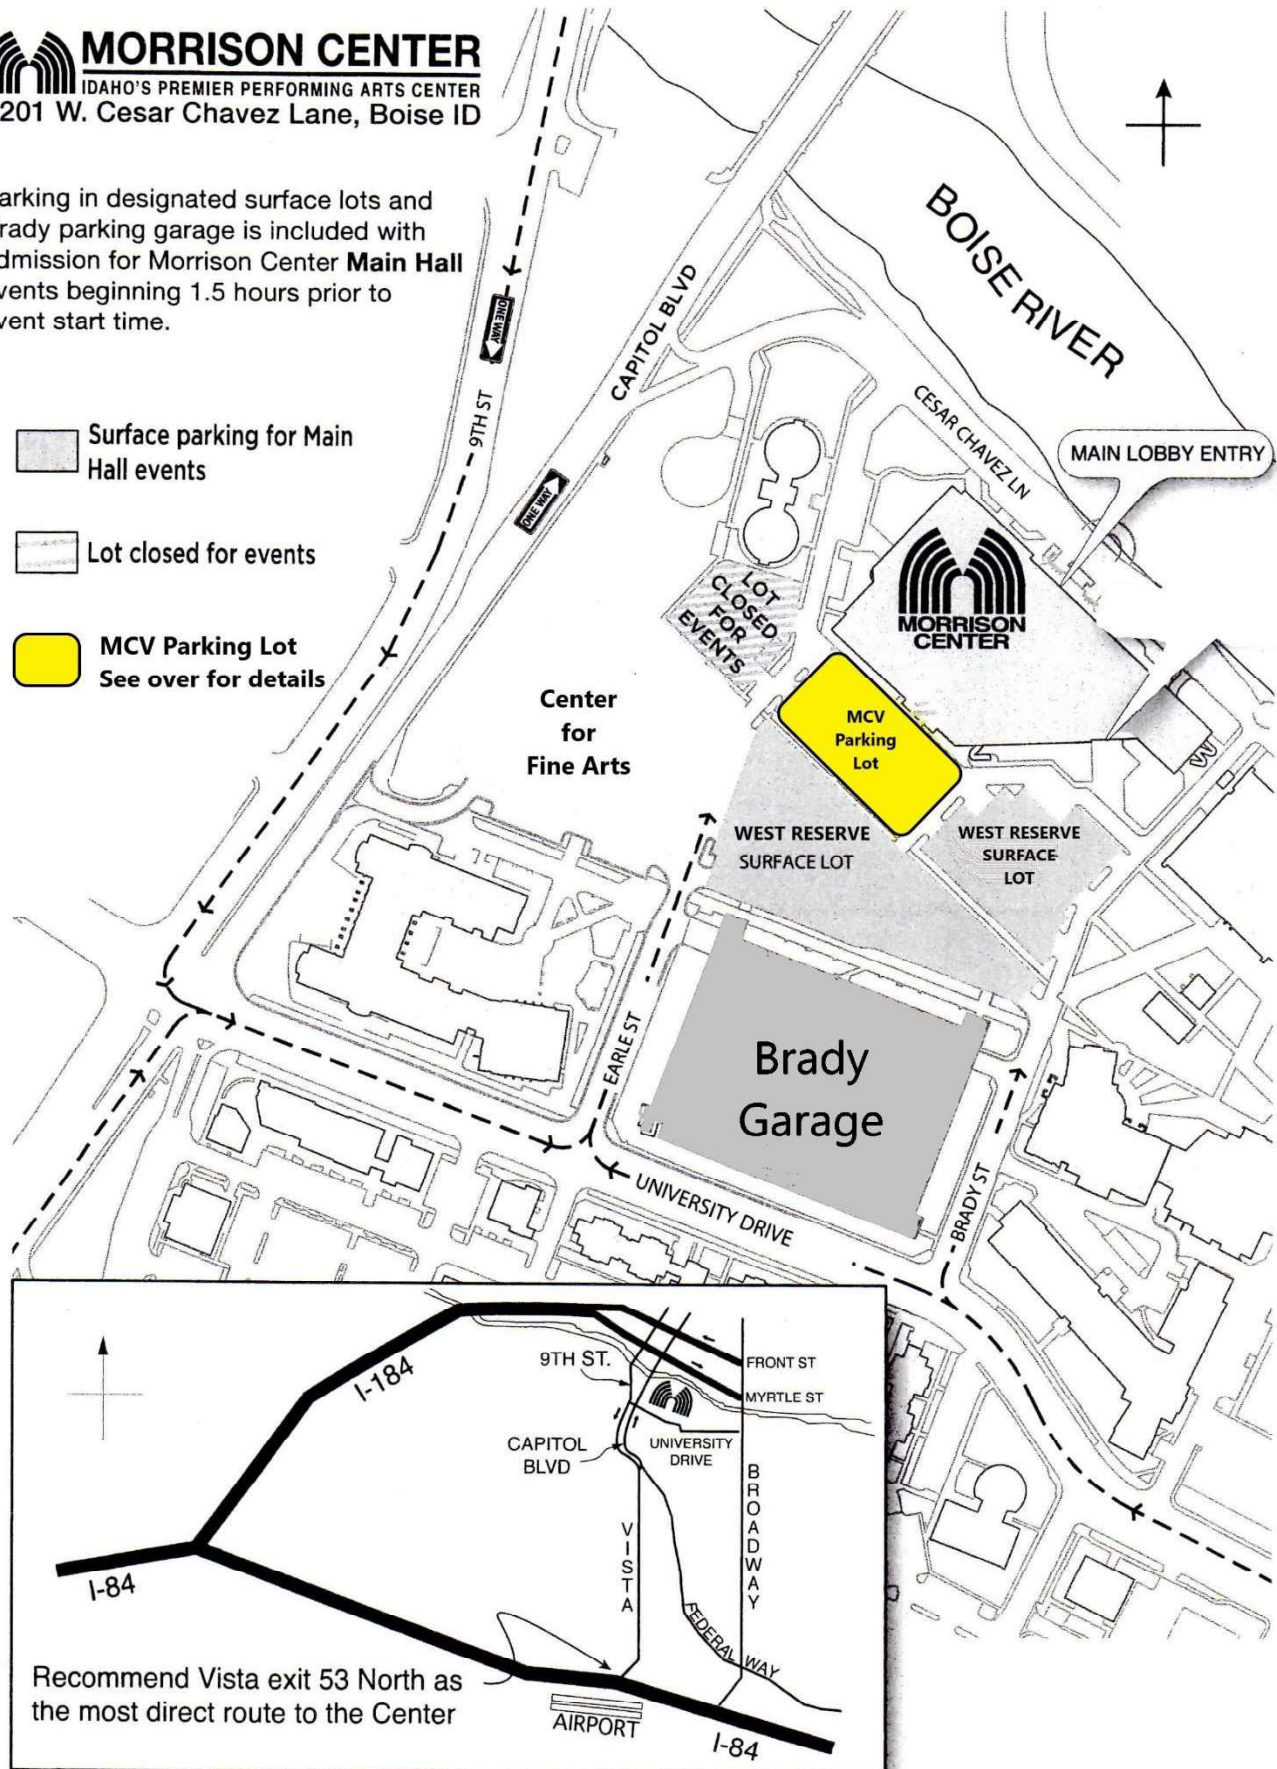 MORRISON CENTER
IDAHO'S PREMIER PERFORMING ARTS CENTER
201 W. Cesar Chavez Lane, Boise ID
arking in designated surface lots and
rady parking garage is included with
dmission for Morrison Center Main Hall
vents beginning 1.5 hours prior to
vent start time.
Surface parking for Main
Hall events
Lot closed for events
MCV Parking Lot
See over for details
ONE WAY
9TH ST
CAPITOL BLVD
ONE WAY
BOISE RIVER
CESAR CHAVEZ LN
MAIN LOBBY ENTRY
MORRISON
CENTER
LOT
CLOSED
FOR
EVENTS
Center
for
Fine Arts
MCV
Parking
Lot
WEST RESERVE
SURFACE LOT
WEST RESERVE
SURFACE
LOT
EARLE ST
Brady
Garage
UNIVERSITY DRIVE
BRADY ST
I-184
9TH ST.
FRONT ST
MYRTLE ST
CAPITOL
BLVD
UNIVERSITY
DRIVE
VISTA
BROADWAY
FEDERAL WAY
I-84
Recommend Vista exit 53 North as
the most direct route to the Center
AIRPORT
I-84